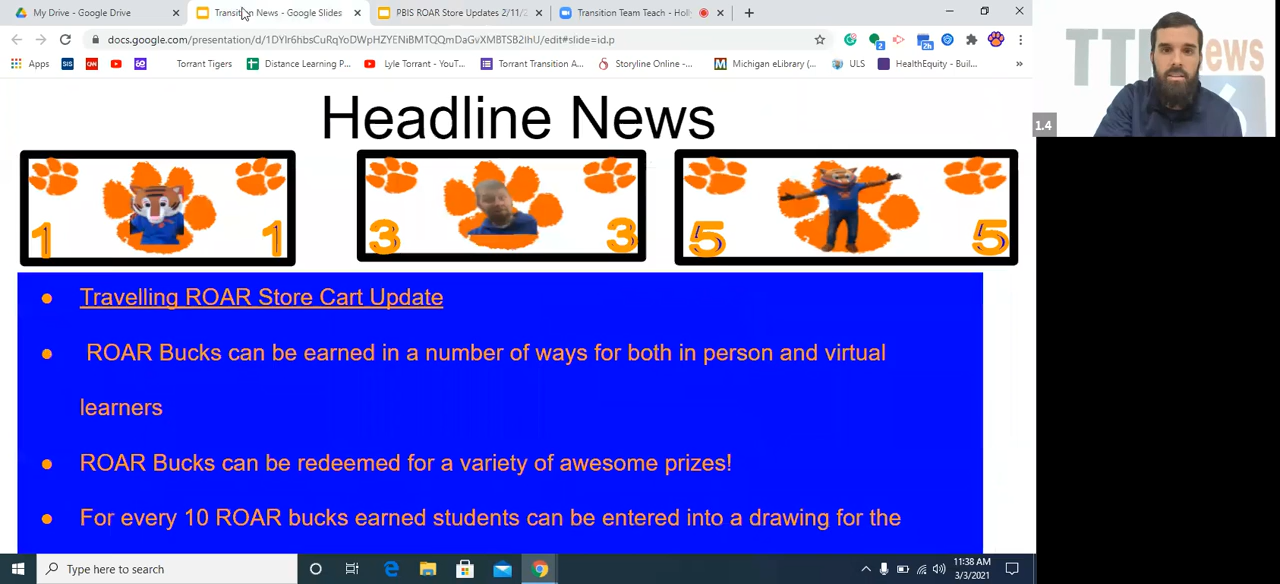 My Drive - Google Drive
Transition News - Google Slides
PBIS ROAR Store Updates 2/11/
Transition Team Teach - Holl
docs.google.com/presentation/d/1DYIr6hbsCuRqYoDWpHZYENiBMTQQmDaGvXMBTSB2IhU/edit#slide=id.p
2
2h
Apps
SIS
CNN
Torrant Tigers
Distance Learning P...
Lyle Torrant - YouT...
Torrant Transition A...
Storyline Online -...
Michigan eLibrary (...
ULS
HealthEquity - Buil...
»
Headline News
1 1
3 3
5 5
• Travelling ROAR Store Cart Update
• ROAR Bucks can be earned in a number of ways for both in person and virtual
learners
• ROAR Bucks can be redeemed for a variety of awesome prizes!
• For every 10 ROAR bucks earned students can be entered into a drawing for the
1.4
Type here to search
11:38 AM
3/3/2021